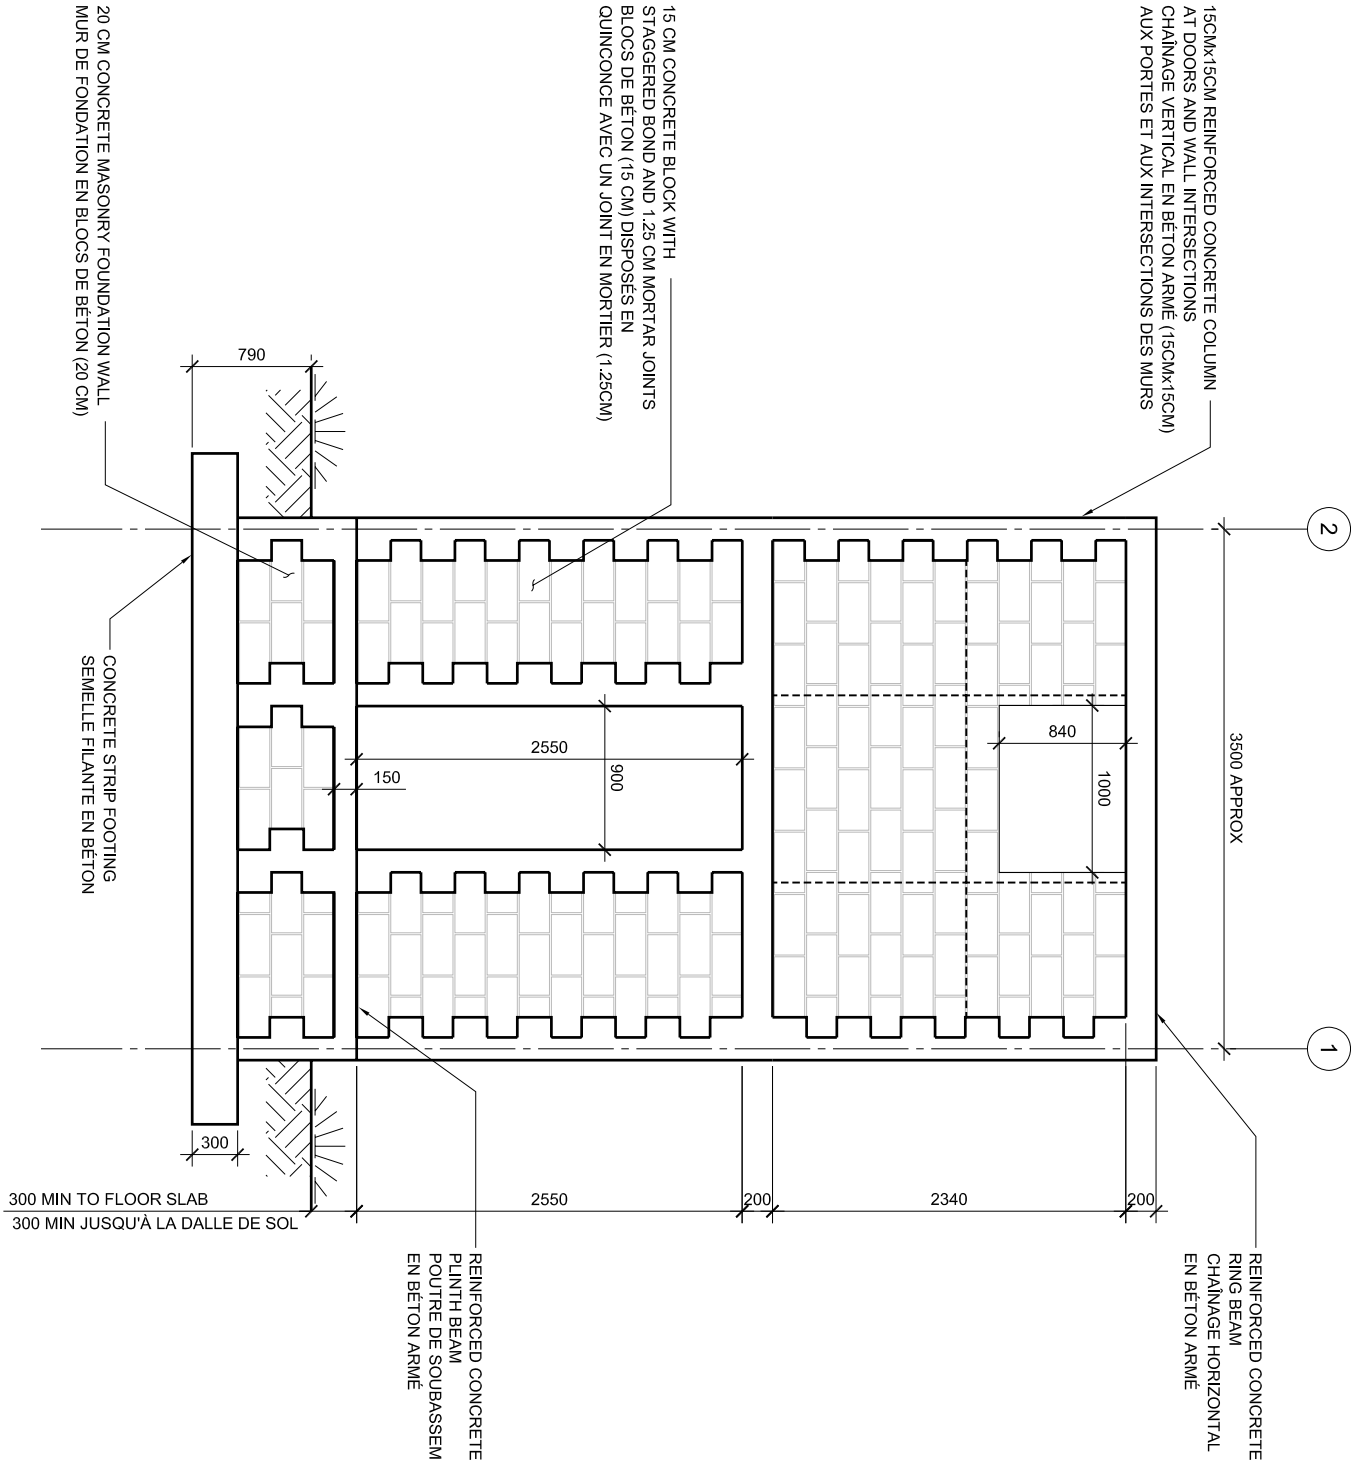 15CMx15CM REINFORCED CONCRETE COLUMN
AT DOORS AND WALL INTERSECTIONS
CHAÎNAGE VERTICAL EN BÉTON ARMÉ (15CMx15CM)
AUX PORTES ET AUX INTERSECTIONS DES MURS
15 CM CONCRETE BLOCK WITH
STAGGERED BOND AND 1.25 CM MORTAR JOINTS
BLOCS DE BÉTON (15 CM) DISPOSÉS EN
QUINCONCE AVEC UN JOINT EN MORTIER (1.25CM)
20 CM CONCRETE MASONRY FOUNDATION WALL
MUR DE FONDATION EN BLOCS DE BÉTON (20 CM)
790
2
3500 APPROX
1
840
1000
2550
900
150
CONCRETE STRIP FOOTING
SEMELLE FILANTE EN BÉTON
300
300 MIN TO FLOOR SLAB
300 MIN JUSQU'À LA DALLE DE SOL
2550
200
2340
200
REINFORCED CONCRETE
RING BEAM
CHAÎNAGE HORIZONTAL
EN BÉTON ARMÉ
REINFORCED CONCRETE
PLINTH BEAM
POUTRE DE SOUBASSEM
EN BÉTON ARMÉ